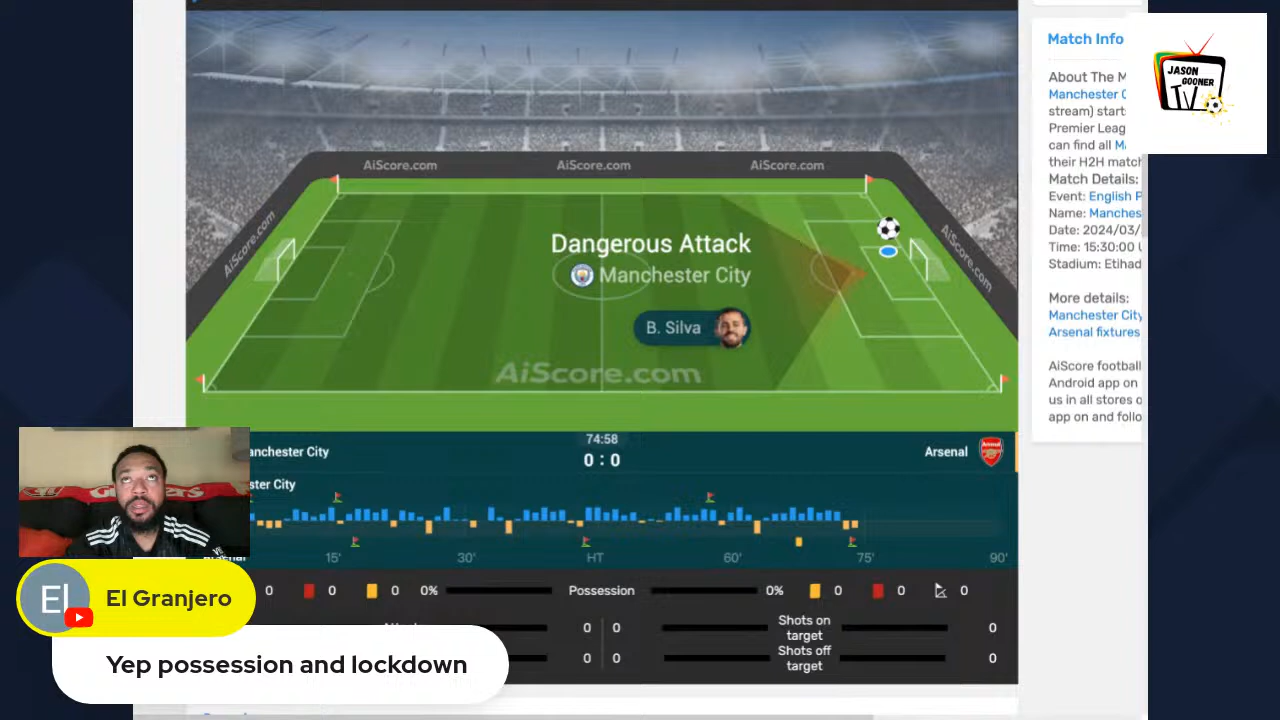 Match Info
JASON
GOONER
TV
About The M
Manchester C
stream) start
Premier Leag
can find all M
their H2H match
Match Details:
Event: English P
Name: Manches
Date: 2024/03/
Time: 15:30:00 U
Stadium: Etihad
More details:
Manchester City
Arsenal fixtures
AiScore football
Android app on
us in all stores o
app on and follo
AiScore.com AiScore.com AiScore.com
AiScore.com
AiScore.com
Dangerous Attack
Manchester City
B. Silva
AiScore.com
74:58
anchester City 0 : 0 Arsenal
ster City
15' 30' HT 60' 75' 90'
0 0 0 0% Possession 0% 0 0 0
0 0 Shots on target 0
0 0 Shots off target 0
El Granjero
Yep possession and lockdown